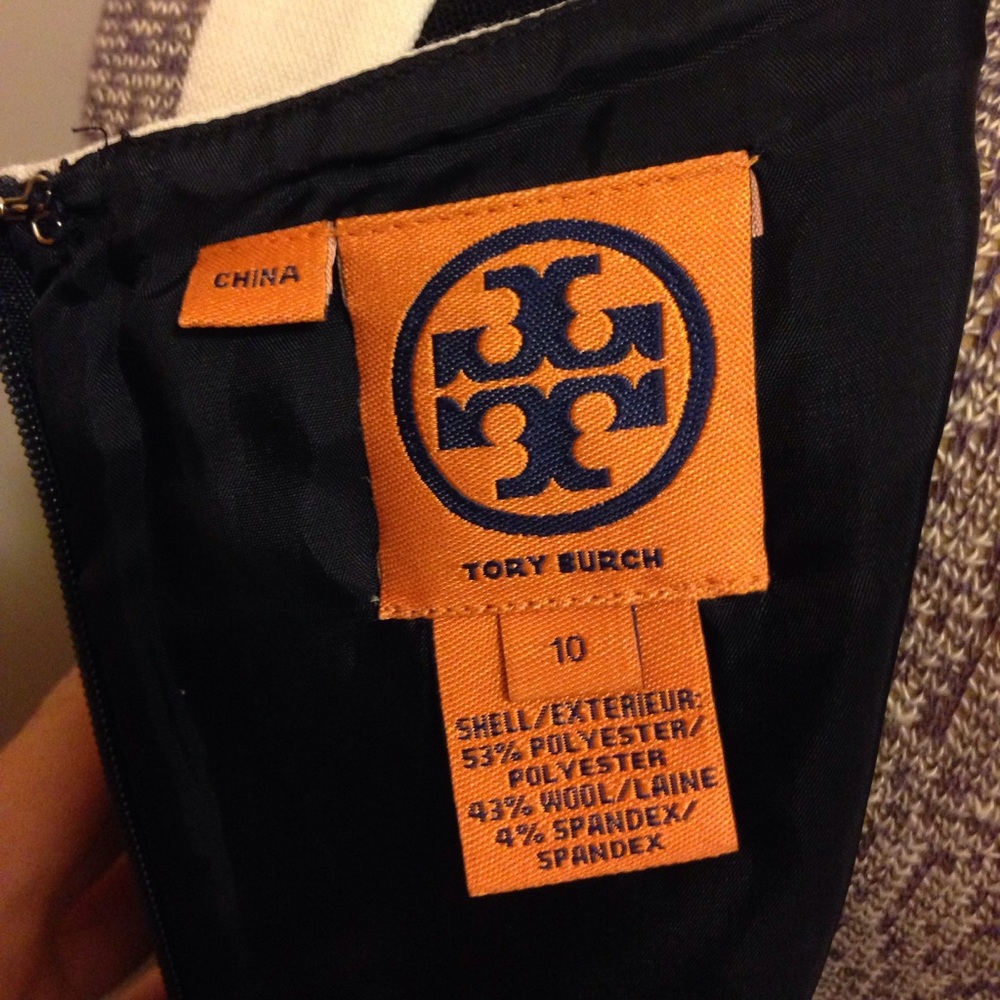 CHINA
TORY BURCH
10
SHELL/EXTERIEUR:
53% POLYESTER/
POLYESTER
43% WOOL/LAINE
4% SPANDEX/
SPANDEX